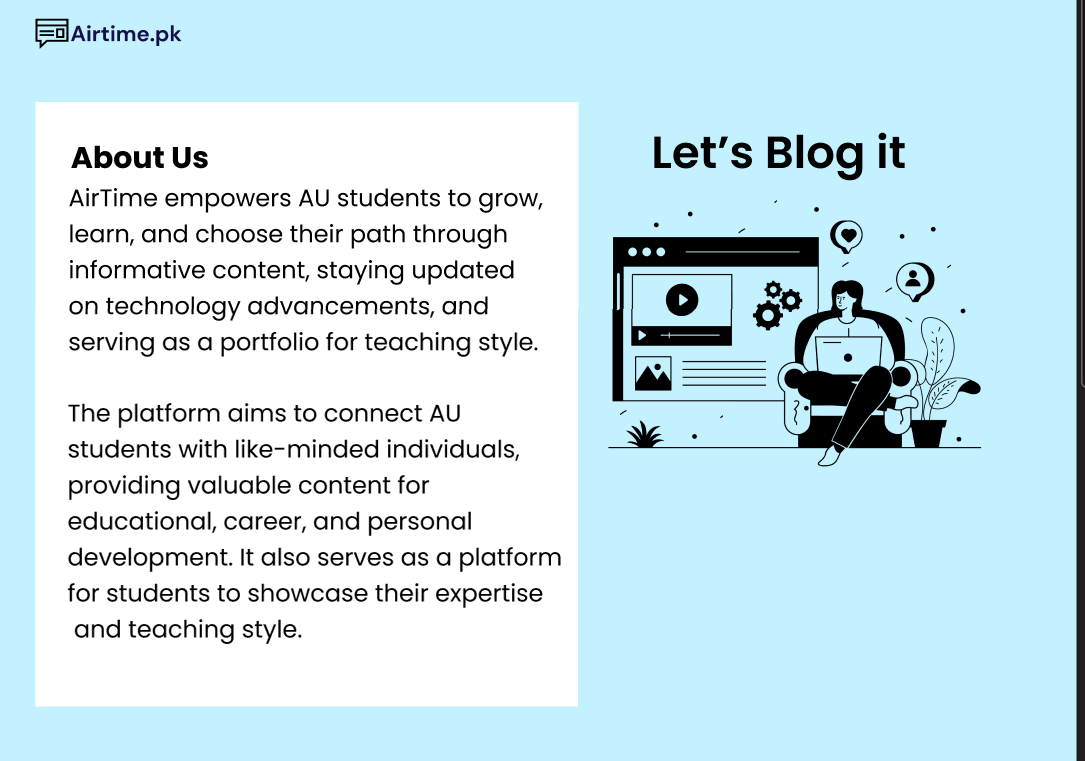 Airtime.pk
About Us
AirTime empowers AU students to grow,
learn, and choose their path through
informative content, staying updated
on technology advancements, and
serving as a portfolio for teaching style.
The platform aims to connect AU
students with like-minded individuals,
providing valuable content for
educational, career, and personal
development. It also serves as a platform
for students to showcase their expertise
and teaching style.
Let’s Blog it